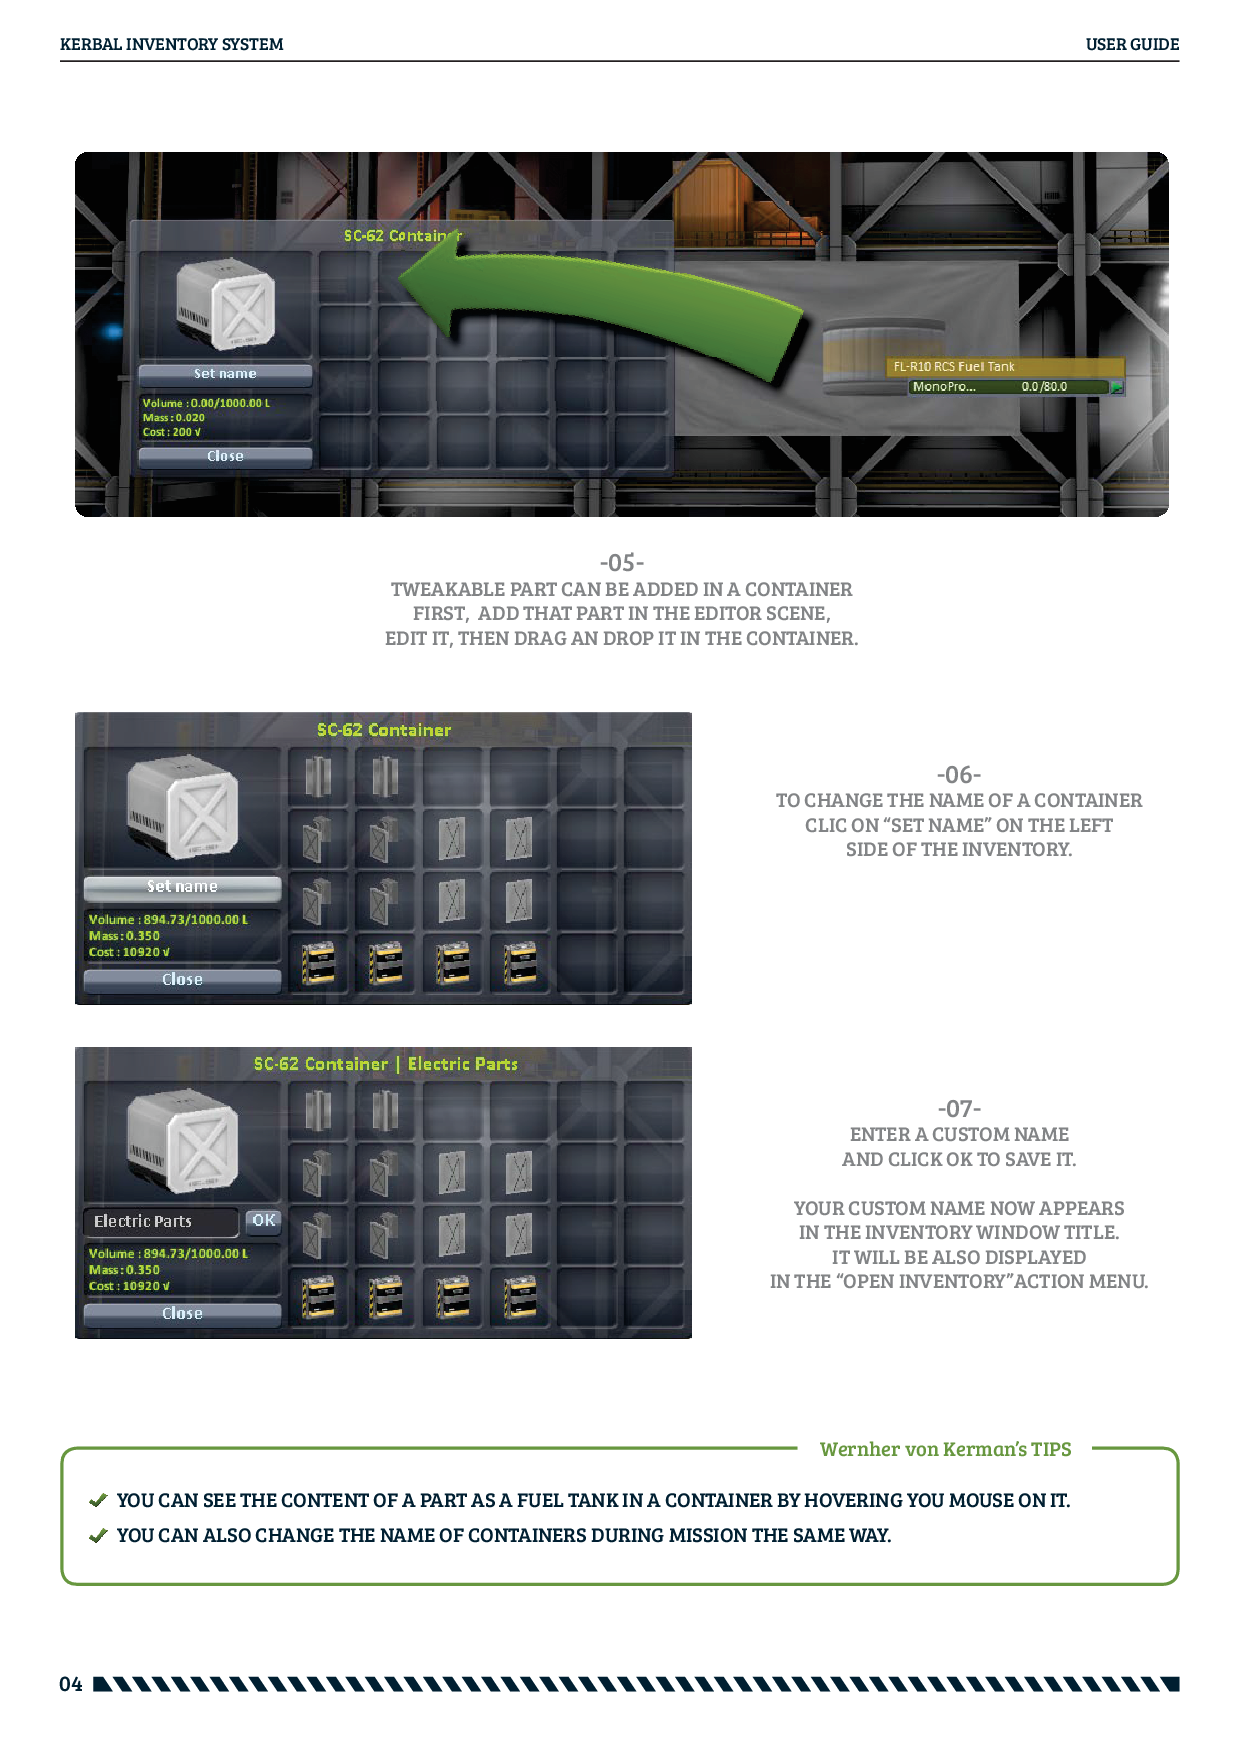 KERBAL INVENTORY SYSTEM
USER GUIDE
SC-62 Container
Set name
Volume : 0.00/1000.00 L
Mass : 0.020
Cost : 200 √
Close
FL-R10 RCS Fuel Tank
MonoPro... 0.0/80.0
-05-
TWEAKABLE PART CAN BE ADDED IN A CONTAINER
FIRST, ADD THAT PART IN THE EDITOR SCENE,
EDIT IT, THEN DRAG AN DROP IT IN THE CONTAINER.
SC-62 Container
Set name
Volume : 894.73/1000.00 L
Mass : 0.350
Cost : 10920 √
Close
-06-
TO CHANGE THE NAME OF A CONTAINER
CLIC ON “SET NAME” ON THE LEFT
SIDE OF THE INVENTORY.
SC-62 Container | Electric Parts
Electric Parts OK
Volume : 894.73/1000.00 L
Mass : 0.350
Cost : 10920 √
Close
-07-
ENTER A CUSTOM NAME
AND CLICK OK TO SAVE IT.
YOUR CUSTOM NAME NOW APPEARS
IN THE INVENTORY WINDOW TITLE.
IT WILL BE ALSO DISPLAYED
IN THE “OPEN INVENTORY”ACTION MENU.
Wernher von Kerman’s TIPS
YOU CAN SEE THE CONTENT OF A PART AS A FUEL TANK IN A CONTAINER BY HOVERING YOU MOUSE ON IT.
YOU CAN ALSO CHANGE THE NAME OF CONTAINERS DURING MISSION THE SAME WAY.
04